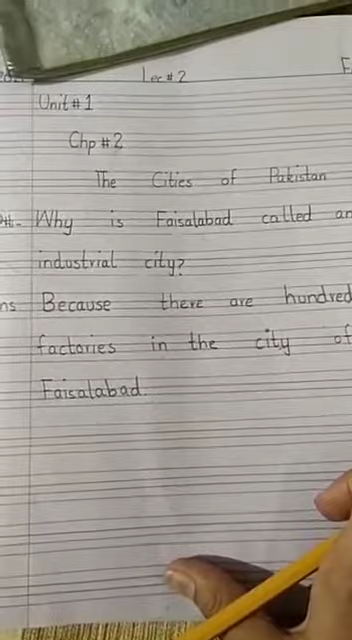 Lec#2
Unit#1
Chp#2
The Cities of Pakistan
Why is Faisalabad called an
industrial city?
ns Because there are hundred
factories in the city of
Faisalabad.